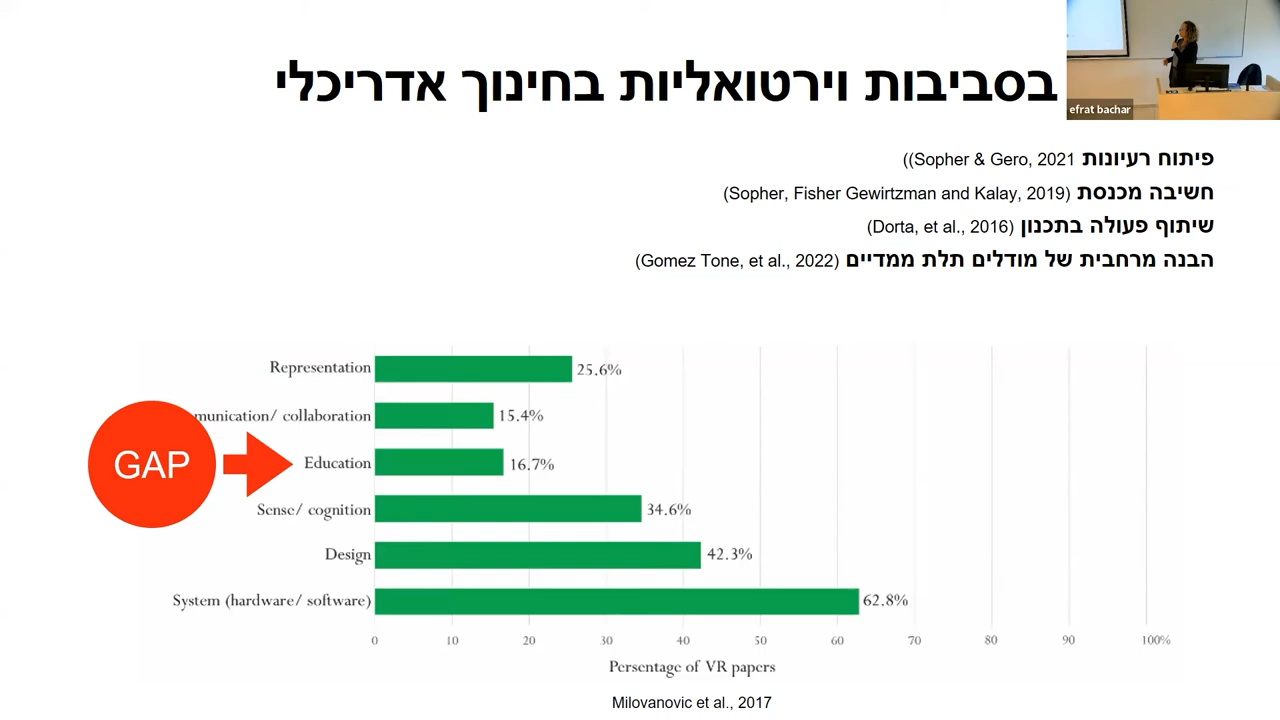 בסביבות וירטואליות בחינוך אדריכלי
efrat bachar
פיתוח רעיונות Sopher & Gero, 2021))
חשיבה מכנסת (Sopher, Fisher Gewirtzman and Kalay, 2019)
שיתוף פעולה בתכנון (Dorta, et al., 2016)
הבנה מרחבית של מודלים תלת ממדיים (Gomez Tone, et al., 2022)
Representation 25.6%
munication/ collaboration 15.4%
GAP
Education 16.7%
Sense/ cognition 34.6%
Design 42.3%
System (hardware/ software) 62.8%
0 10 20 30 40 50 60 70 80 90 100%
Persentage of VR papers
Milovanovic et al., 2017